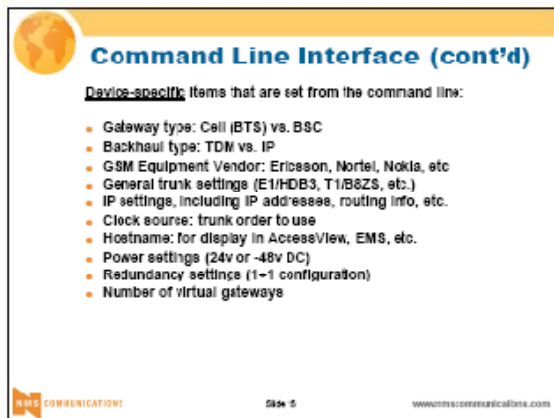 Command Line Interface (cont'd)
Device-specific items that are set from the command line:
Gateway type: Cell (BTS) vs. BSC
Backhaul type: TDM vs. IP
GSM Equipment Vendor: Ericsson, Nortel, Nokia, etc
General trunk settings (E1/HDB3, T1/B8ZS, etc.)
IP settings, including IP addresses, routing info, etc.
Clock source: trunk order to use
Hostname: for display in AccessView, EMS, etc.
Power settings (24v or -48v DC)
Redundancy settings (1+1 configuration)
Number of virtual gateways
NMS COMMUNICATIONS
Slide 15
www.nmscommunications.com